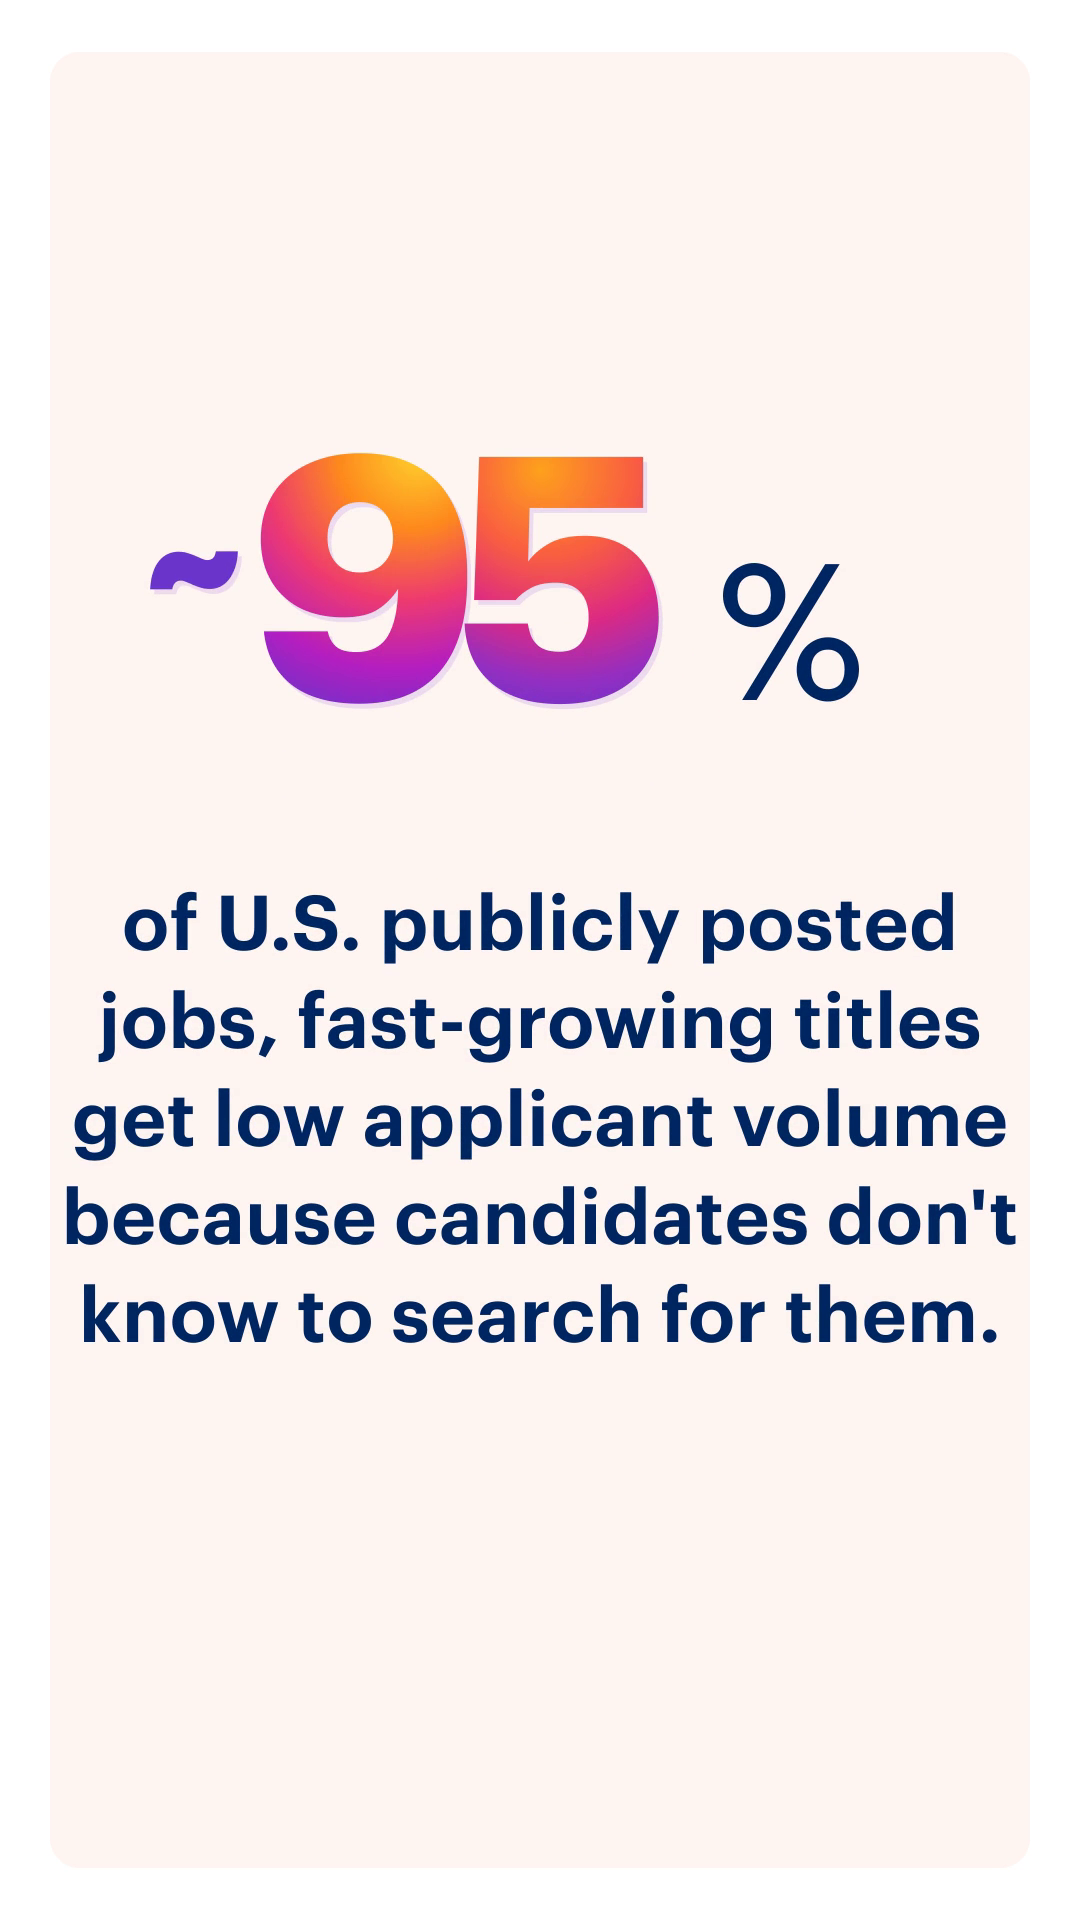 ~95 %
of U.S. publicly posted
jobs, fast-growing titles
get low applicant volume
because candidates don't
know to search for them.